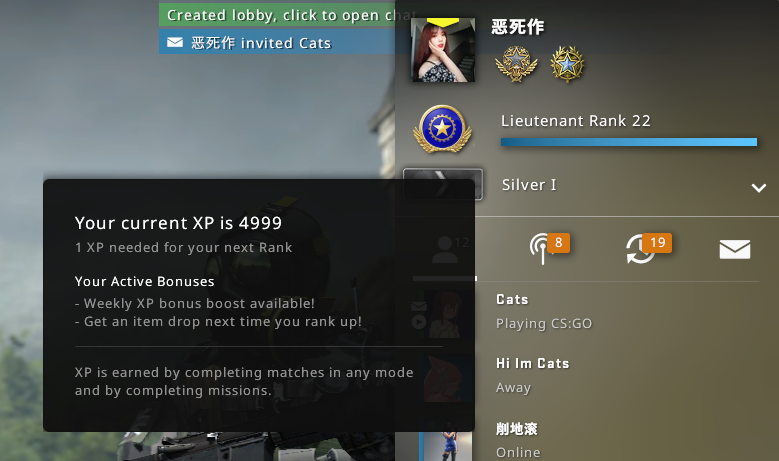 Created lobby, click to open chat
恶死作 invited Cats
恶死作
Lieutenant Rank 22
Silver I
Your current XP is 4999
1 XP needed for your next Rank
Your Active Bonuses
- Weekly XP bonus boost available!
- Get an item drop next time you rank up!
XP is earned by completing matches in any mode
and by completing missions.
12
8
19
Cats
Playing CS:GO
Hi Im Cats
Away
削地滚
Online